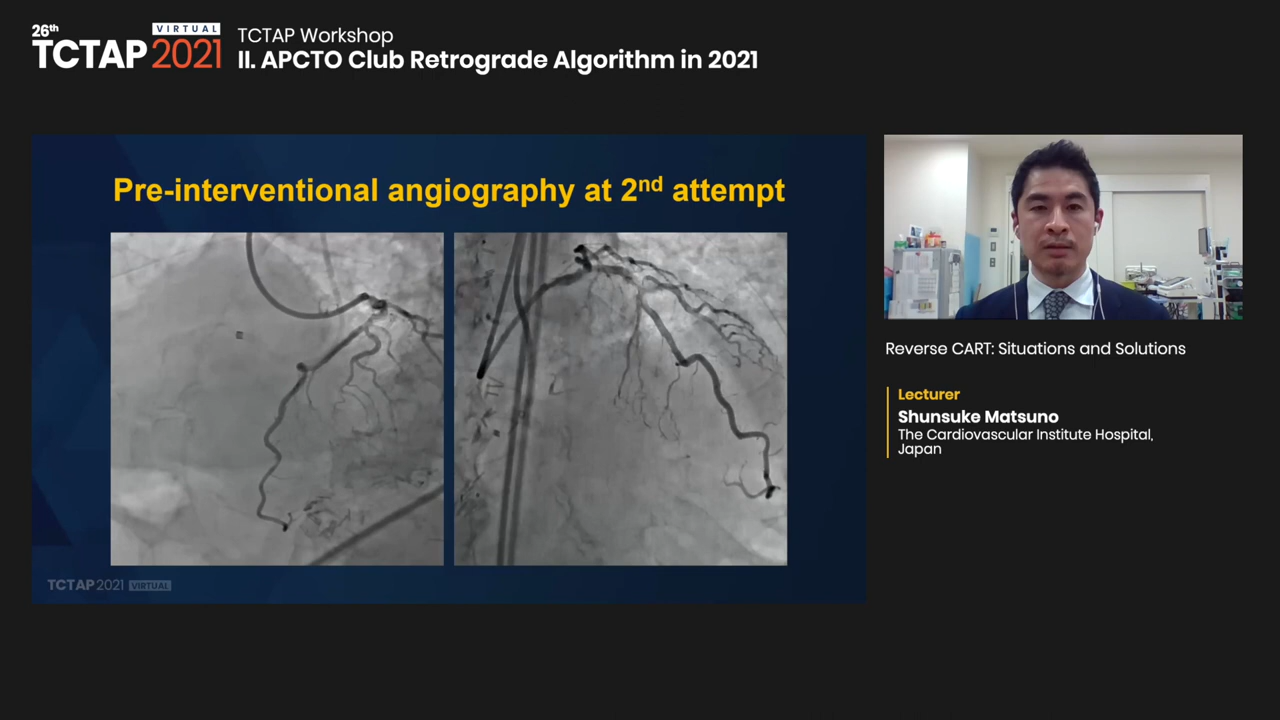 26th
VIRTUAL
TCTAP 2021
TCTAP Workshop
II. APCTO Club Retrograde Algorithm in 2021
Pre-interventional angiography at 2nd attempt
TCTAP 2021 VIRTUAL
Reverse CART: Situations and Solutions
Lecturer
Shunsuke Matsuno
The Cardiovascular Institute Hospital,
Japan